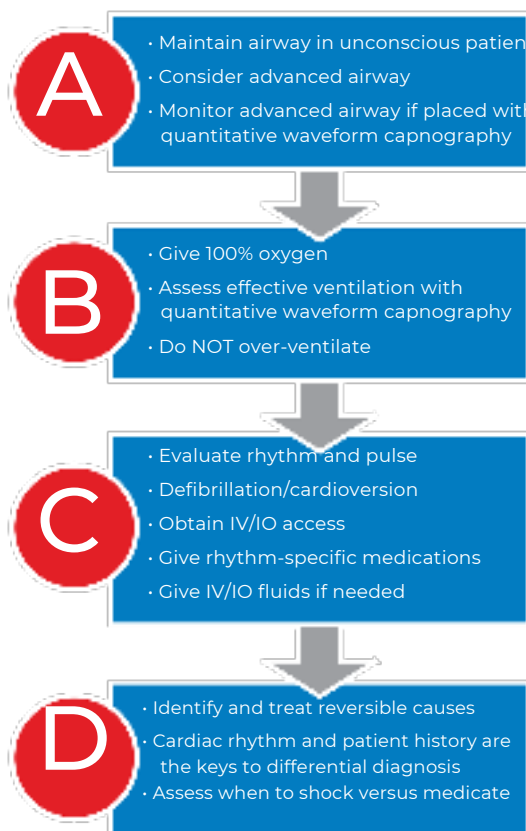 A
· Maintain airway in unconscious patien
· Consider advanced airway
· Monitor advanced airway if placed with
quantitative waveform capnography
B
· Give 100% oxygen
· Assess effective ventilation with
quantitative waveform capnography
· Do NOT over-ventilate
C
· Evaluate rhythm and pulse
· Defibrillation/cardioversion
· Obtain IV/IO access
· Give rhythm-specific medications
· Give IV/IO fluids if needed
D
· Identify and treat reversible causes
· Cardiac rhythm and patient history are
the keys to differential diagnosis
· Assess when to shock versus medicate